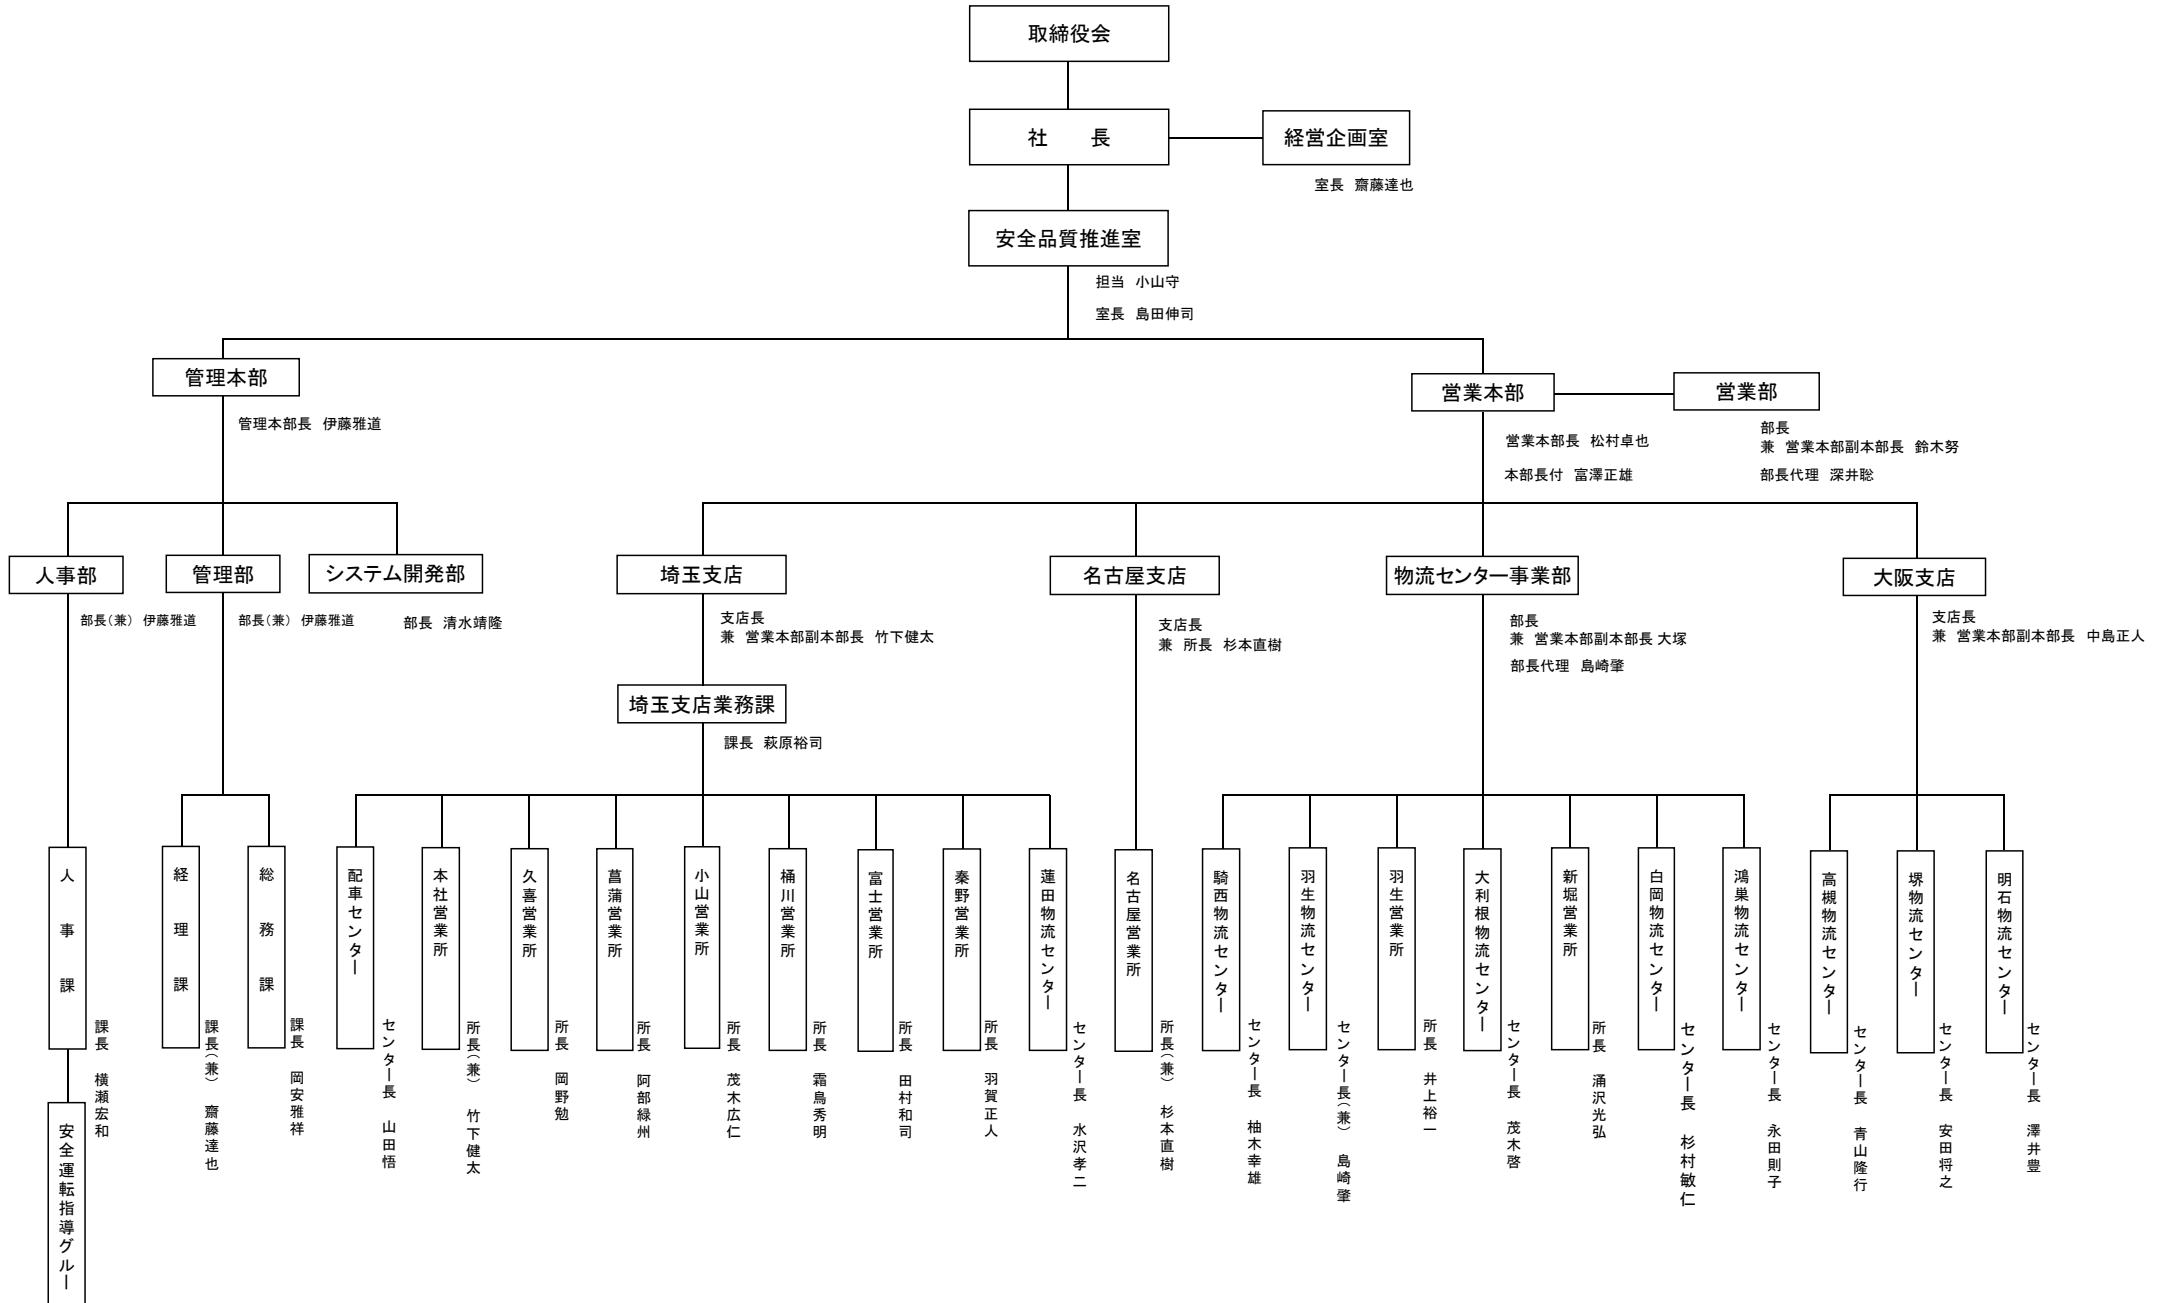 取締役会
社　　長
経営企画室
室長　齋藤達也
安全品質推進室
担当　小山守
室長　島田伸司
管理本部
管理本部長　伊藤雅道
営業本部
営業本部長　松村卓也
本部長付　富澤正雄
営業部
部長
兼　営業本部副本部長　鈴木努
部長代理　深井聡
人事部
部長（兼）　伊藤雅道
管理部
部長（兼）　伊藤雅道
システム開発部
部長　清水靖隆
埼玉支店
支店長
兼　営業本部副本部長　竹下健太
名古屋支店
支店長
兼　所長　杉本直樹
物流センター事業部
部長
兼　営業本部副本部長 大塚
部長代理　島崎肇
大阪支店
支店長
兼　営業本部副本部長　中島正人
埼玉支店業務課
課長　萩原裕司
人　事　課
課長　横瀬宏和
経　理　課
課長（兼）　齋藤達也
総　務　課
課長　岡安雅祥
配車センター
センター長　山田悟
本社営業所
所長（兼）　竹下健太
久喜営業所
所長　岡野勉
菖蒲営業所
所長　阿部緑州
小山営業所
所長　茂木広仁
桶川営業所
所長　霜鳥秀明
富士営業所
所長　田村和司
秦野営業所
所長　羽賀正人
蓮田物流センター
センター長　水沢孝二
名古屋営業所
所長（兼）　杉本直樹
騎西物流センター
センター長　柚木幸雄
羽生物流センター
センター長（兼）　島崎肇
羽生営業所
所長　井上裕一
大利根物流センター
センター長　茂木啓
新堀営業所
所長　涌沢光弘
白岡物流センター
センター長　杉村敏仁
鴻巣物流センター
センター長　永田則子
高槻物流センター
センター長　青山隆行
堺物流センター
センター長　安田将之
明石物流センター
センター長　澤井豊
安全運転指導グルー